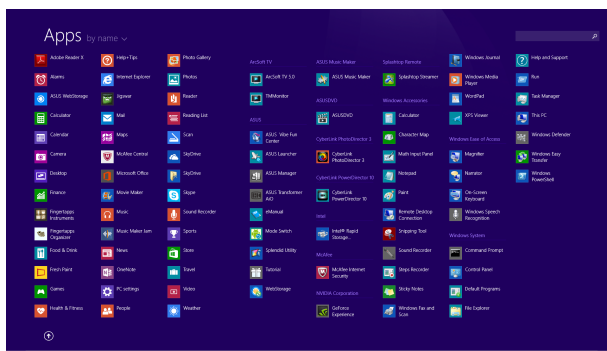 Apps by name
Adobe Reader X
Alarms
ASUS WebStorage
Calculator
Calendar
Camera
Desktop
Finance
Fingertapps
Instruments
Fingertapps
Organizer
Food & Drink
Fresh Paint
Games
Health & Fitness
Help+Tips
Internet Explorer
Jigswar
Mail
Maps
McAfee Central
Microsoft Office
Movie Maker
Music
Music Maker Jam
News
OneNote
PC settings
People
Photo Gallery
Photos
Reader
Reading List
Scan
SkyDrive
SkyDrive
Skype
Sound Recorder
Sports
Store
Travel
Video
Weather
ArcSoft TV
ArcSoft TV 5.0
TMMonitor
ASUS
ASUS Vibe Fun
Center
ASUS Launcher
ASUS Manager
ASUS Transformer
AiO
eManual
Mode Switch
Splendid Utility
Tutorial
WebStorage
ASUS Music Maker
ASUS Music Maker
ASUSDVD
ASUSDVD
CyberLink PhotoDirector 3
CyberLink
PhotoDirector 3
CyberLink PowerDirector 10
CyberLink
PowerDirector 10
Intel
Intel® Rapid
Storage...
McAfee
McAfee Internet
Security
NVIDIA Corporation
GeForce
Experience
Splashtop Remote
Splashtop Streamer
Windows Accessories
Calculator
Character Map
Math Input Panel
Notepad
Paint
Remote Desktop
Connection
Snipping Tool
Sound Recorder
Steps Recorder
Sticky Notes
Windows Fax and
Scan
Windows Journal
Windows Media
Player
WordPad
XPS Viewer
Windows Ease of Access
Magnifier
Narrator
On-Screen
Keyboard
Windows Speech
Recognition
Windows System
Command Prompt
Control Panel
Default Programs
File Explorer
Help and Support
Run
Task Manager
This PC
Windows Defender
Windows Easy
Transfer
Windows
PowerShell